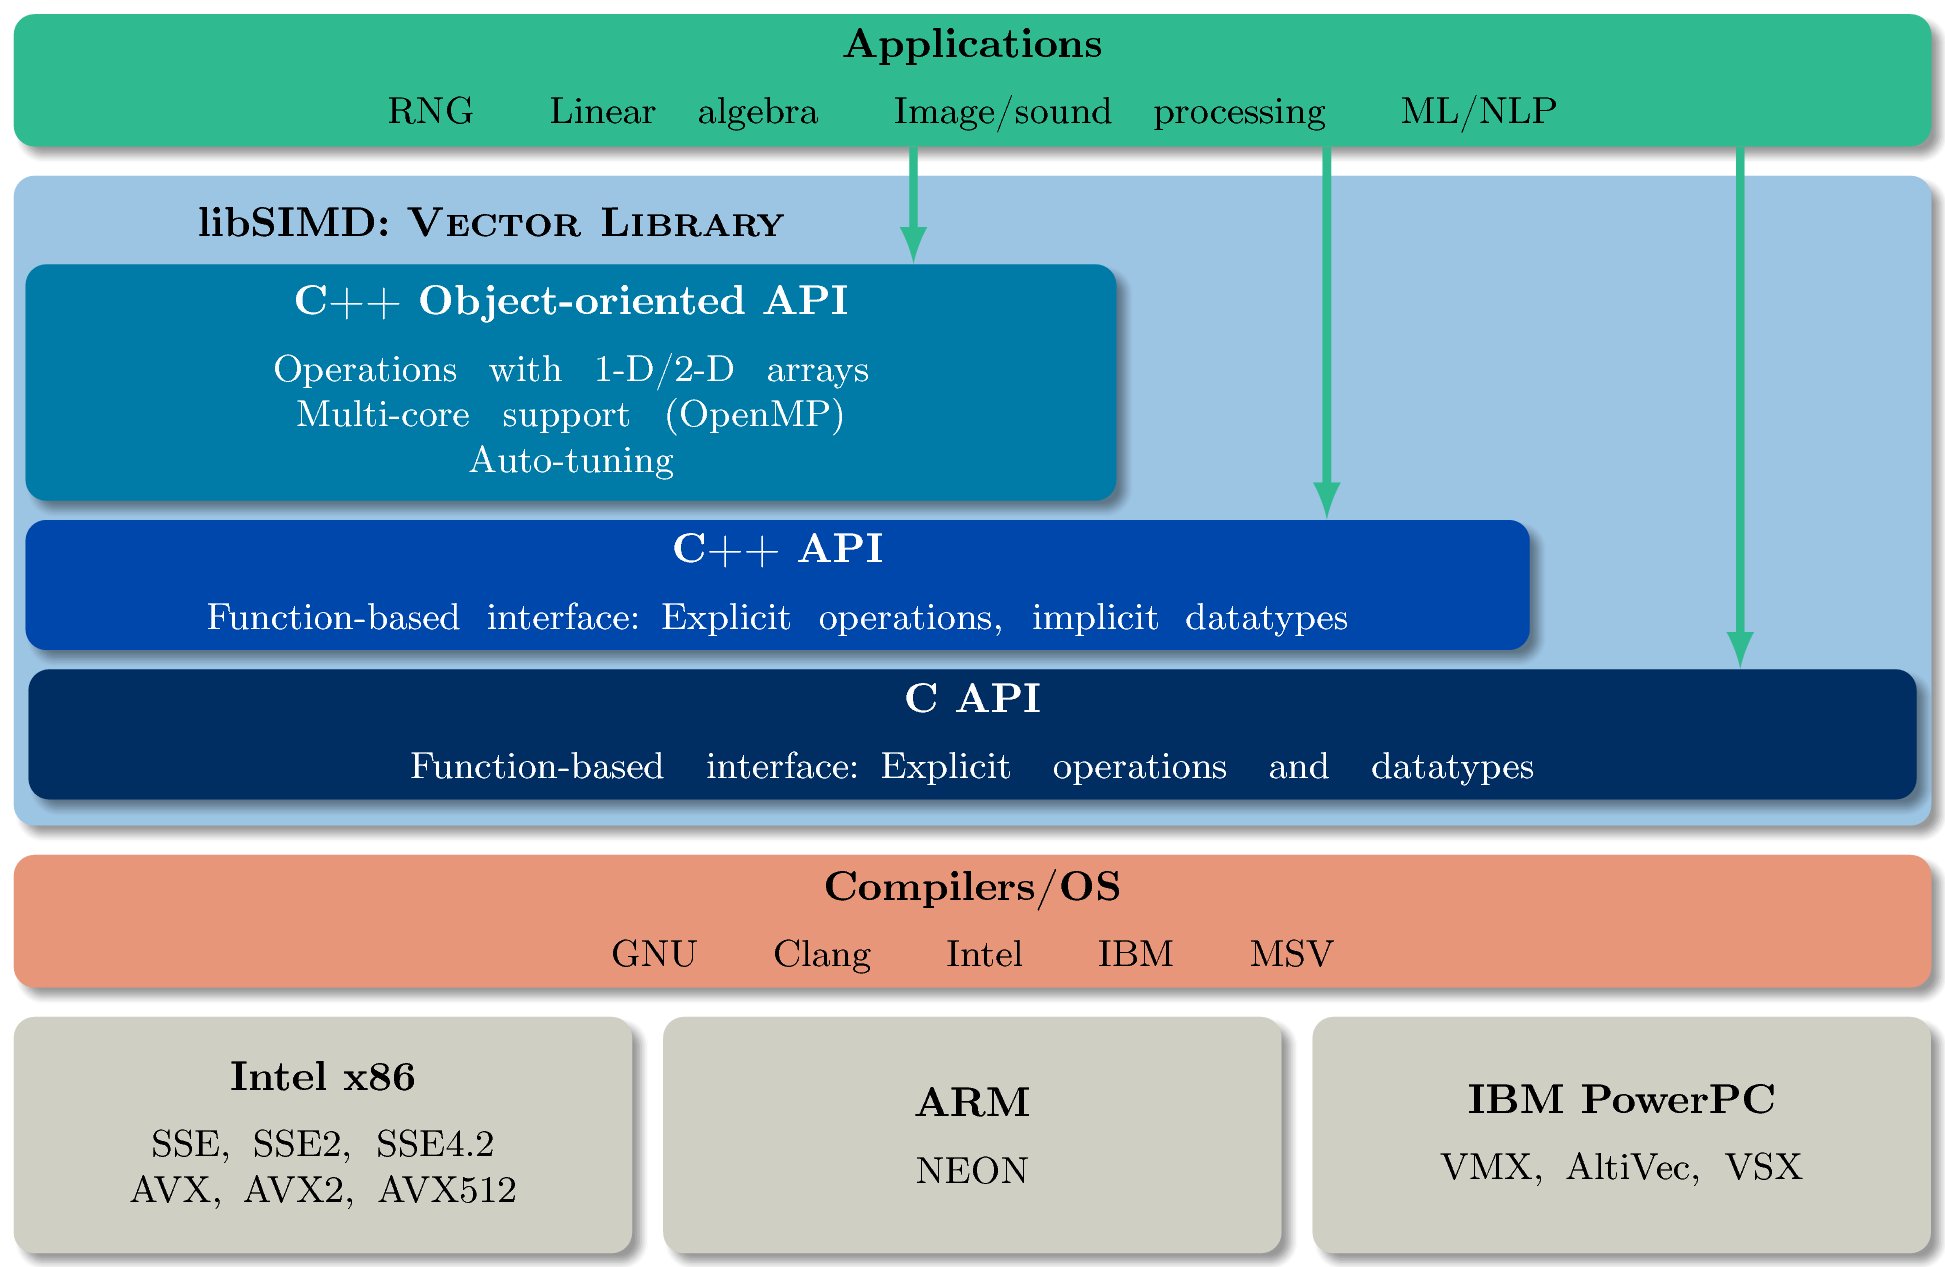 Applications
RNG Linear algebra Image/sound processing ML/NLP
libSIMD: Vector Library
C++ Object-oriented API
Operations with 1-D/2-D arrays
Multi-core support (OpenMP)
Auto-tuning
C++ API
Function-based interface: Explicit operations, implicit datatypes
C API
Function-based interface: Explicit operations and datatypes
Compilers/OS
GNU Clang Intel IBM MSV
Intel x86
SSE, SSE2, SSE4.2
AVX, AVX2, AVX512
ARM
NEON
IBM PowerPC
VMX, AltiVec, VSX